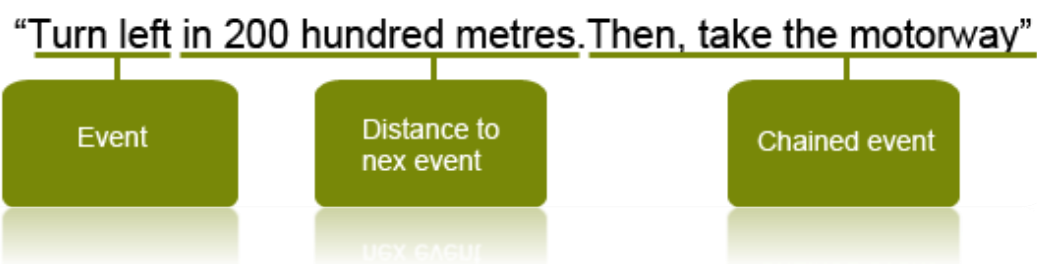 “Turn left in 200 hundred metres.Then, take the motorway”
Event
Distance to
nex event
Chained event